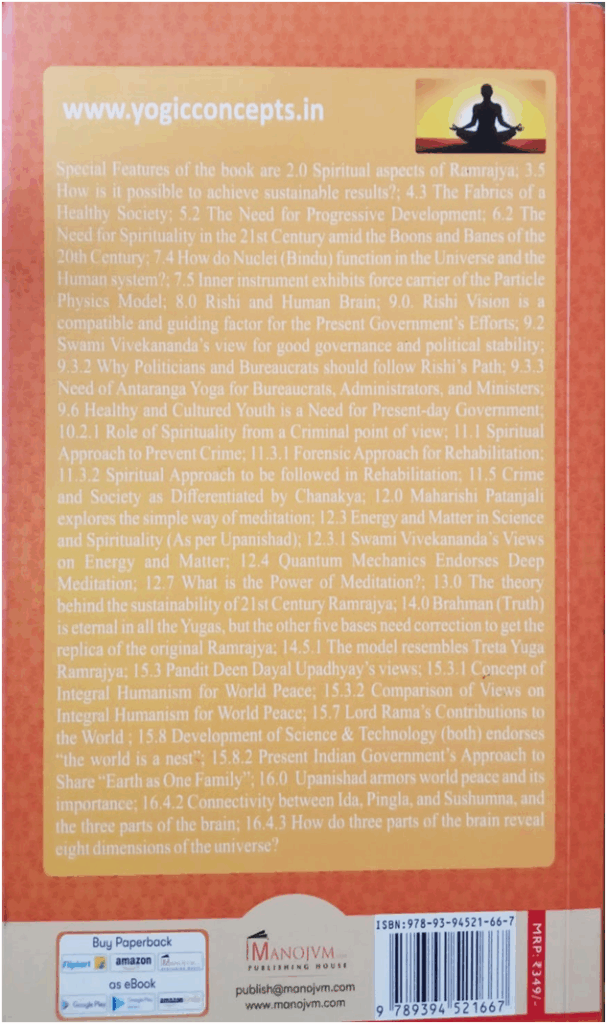 www.yogicconcepts.in
Special Features of the book are 2.0 Spiritual aspects of Ramrajya; 3.5
How is it possible to achieve sustainable results?; 4.3 The Fabrics of a
Healthy Society; 5.2 The Need for Progressive Development; 6.2 The
Need for Spirituality in the 21st Century amid the Boons and Banes of the
20th Century; 7.4 How do Nuclei (Bindu) function in the Universe and the
Human system?; 7.5 Inner instrument exhibits force carrier of the Particle
Physics Model; 8.0 Rishi and Human Brain; 9.0. Rishi Vision is a
compatible and guiding factor for the Present Government's Efforts; 9.2
Swami Vivekananda's view for good governance and political stability;
9.3.2 Why Politicians and Bureaucrats should follow Rishi's Path; 9.3.3
Need of Antaranga Yoga for Bureaucrats, Administrators, and Ministers;
9.6 Healthy and Cultured Youth is a Need for Present-day Government;
10.2.1 Role of Spirituality from a Criminal point of view; 11.1 Spiritual
Approach to Prevent Crime; 11.3.1 Forensic Approach for Rehabilitation;
11.3.2 Spiritual Approach to be followed in Rehabilitation; 11.5 Crime
and Society as Differentiated by Chanakya; 12.0 Maharishi Patanjali
explores the simple way of meditation; 12.3 Energy and Matter in Science
and Spirituality (As per Upanishad); 12.3.1 Swami Vivekananda's Views
on Energy and Matter; 12.4 Quantum Mechanics Endorses Deep
Meditation; 12.7 What is the Power of Meditation?; 13.0 The theory
behind the sustainability of 21st Century Ramrajya; 14.0 Brahman (Truth)
is eternal in all the Yugas, but the other five bases need correction to get the
replica of the original Ramrajya; 14.5.1 The model resembles Treta Yuga
Ramrajya; 15.3 Pandit Deen Dayal Upadhyay's views; 15.3.1 Concept of
Integral Humanism for World Peace; 15.3.2 Comparison of Views on
Integral Humanism for World Peace; 15.7 Lord Rama's Contributions to
the World ; 15.8 Development of Science & Technology (both) endorses
"the world is a nest"; 15.8.2 Present Indian Government's Approach to
Share "Earth as One Family"; 16.0 Upanishad armors world peace and its
importance; 16.4.2 Connectivity between Ida, Pingla, and Sushumna, and
the three parts of the brain; 16.4.3 How do three parts of the brain reveal
eight dimensions of the universe?
Buy Paperback
Flipkart amazon
as eBook
Google Play Google Play amazon
MANOJVM
PUBLISHING HOUSE
publish@manojvm.com
www.manojvm.com
ISBN:978-93-94521-66-7
9 789394 521667
MRP: ₹349/-